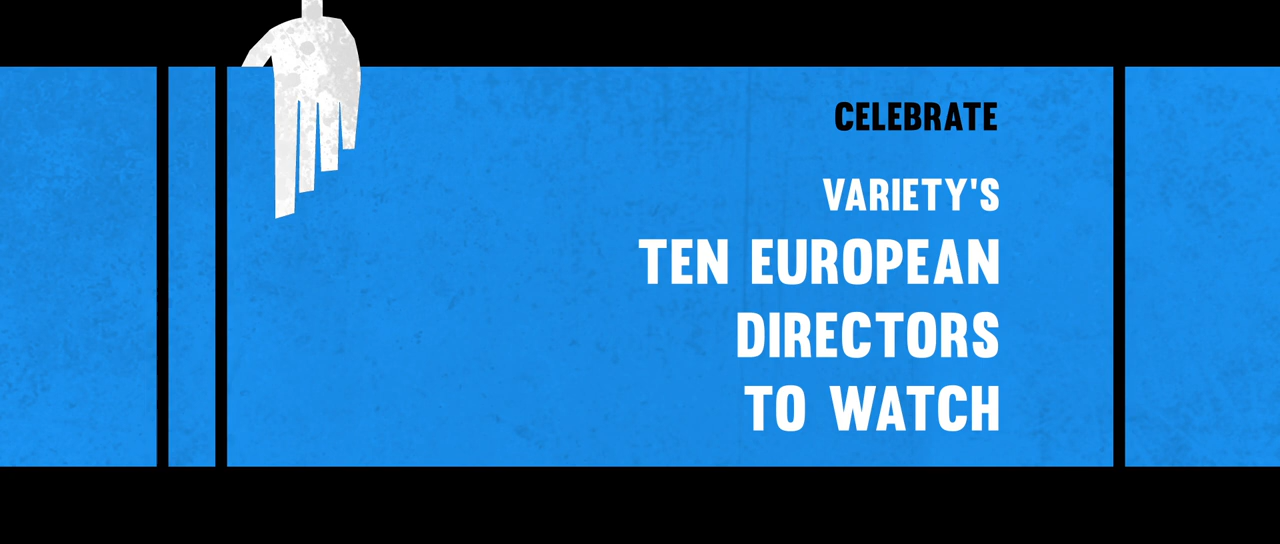 CELEBRATE
VARIETY'S
TEN EUROPEAN
DIRECTORS
TO WATCH